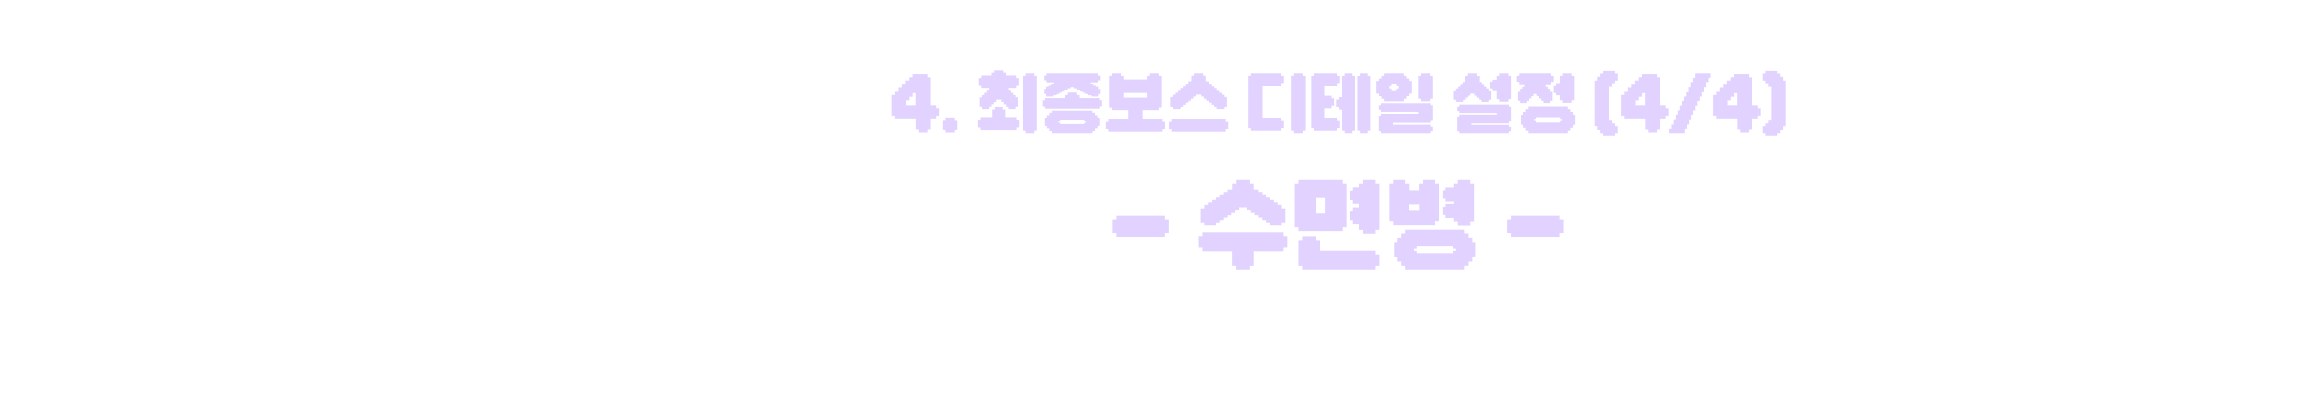 4. 최종보스 디테일 설정 (4/4)
- 수면병 -